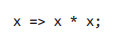 x => x * x;